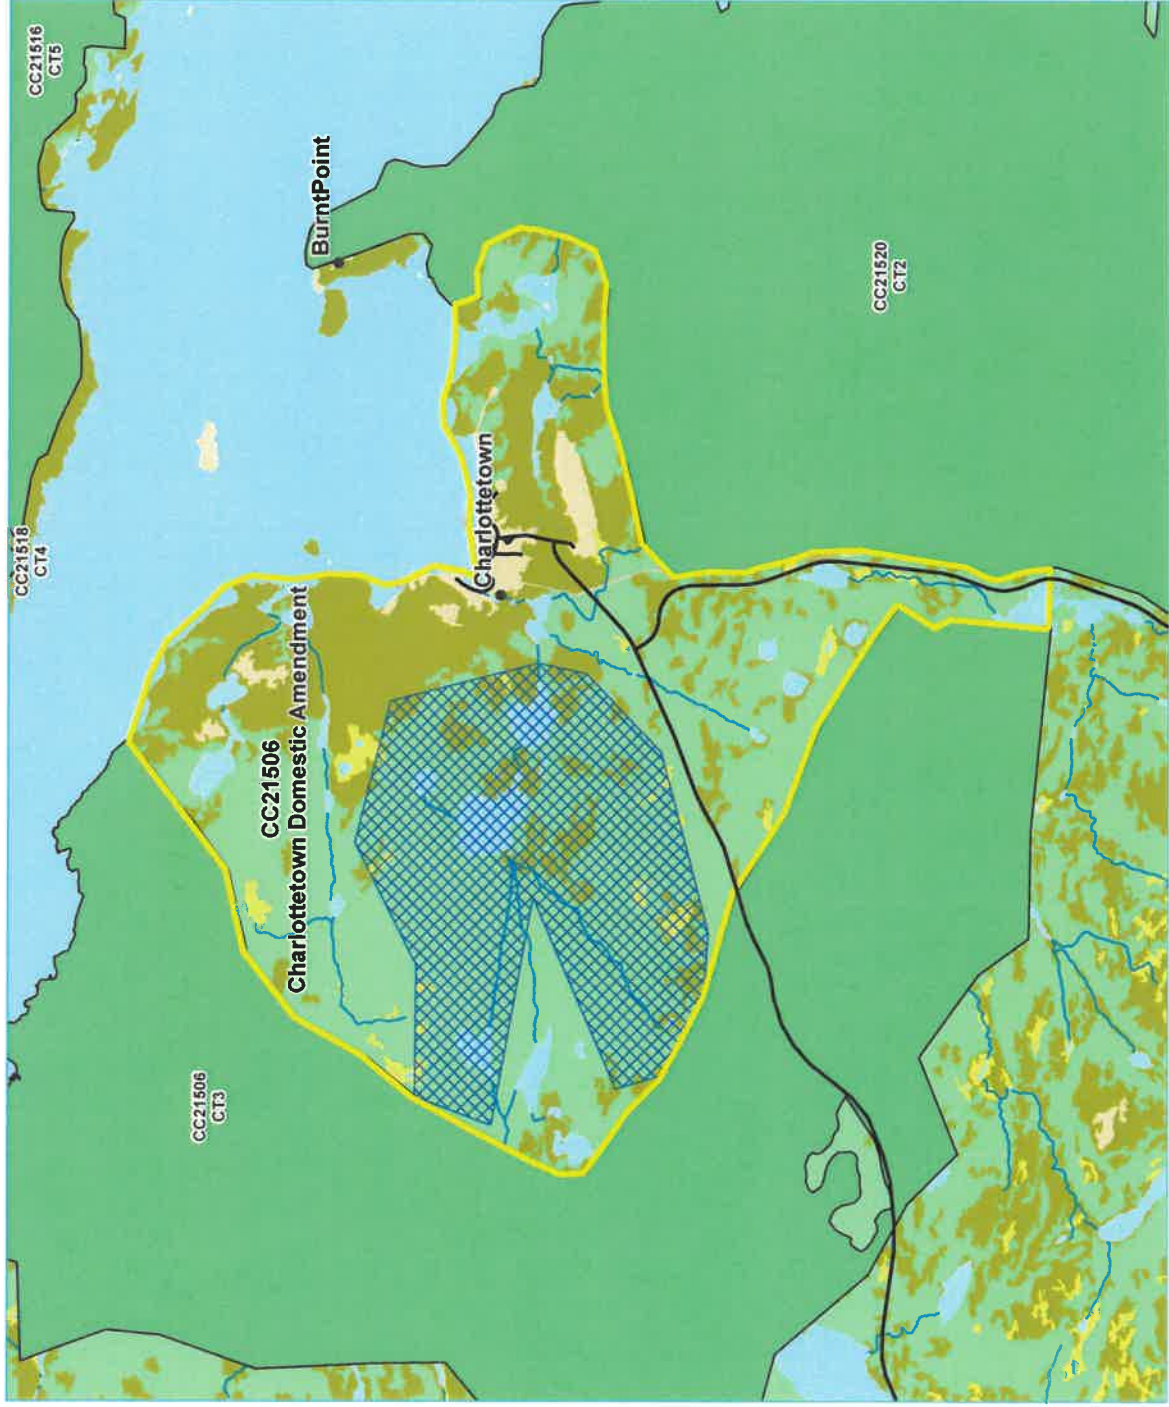 CC21516
CT5
BurntPoint
CC21520
CT2
CC21518
CT4
Charlottetown
CC21506
Charlottetown Domestic Amendment
CC21506
CT3